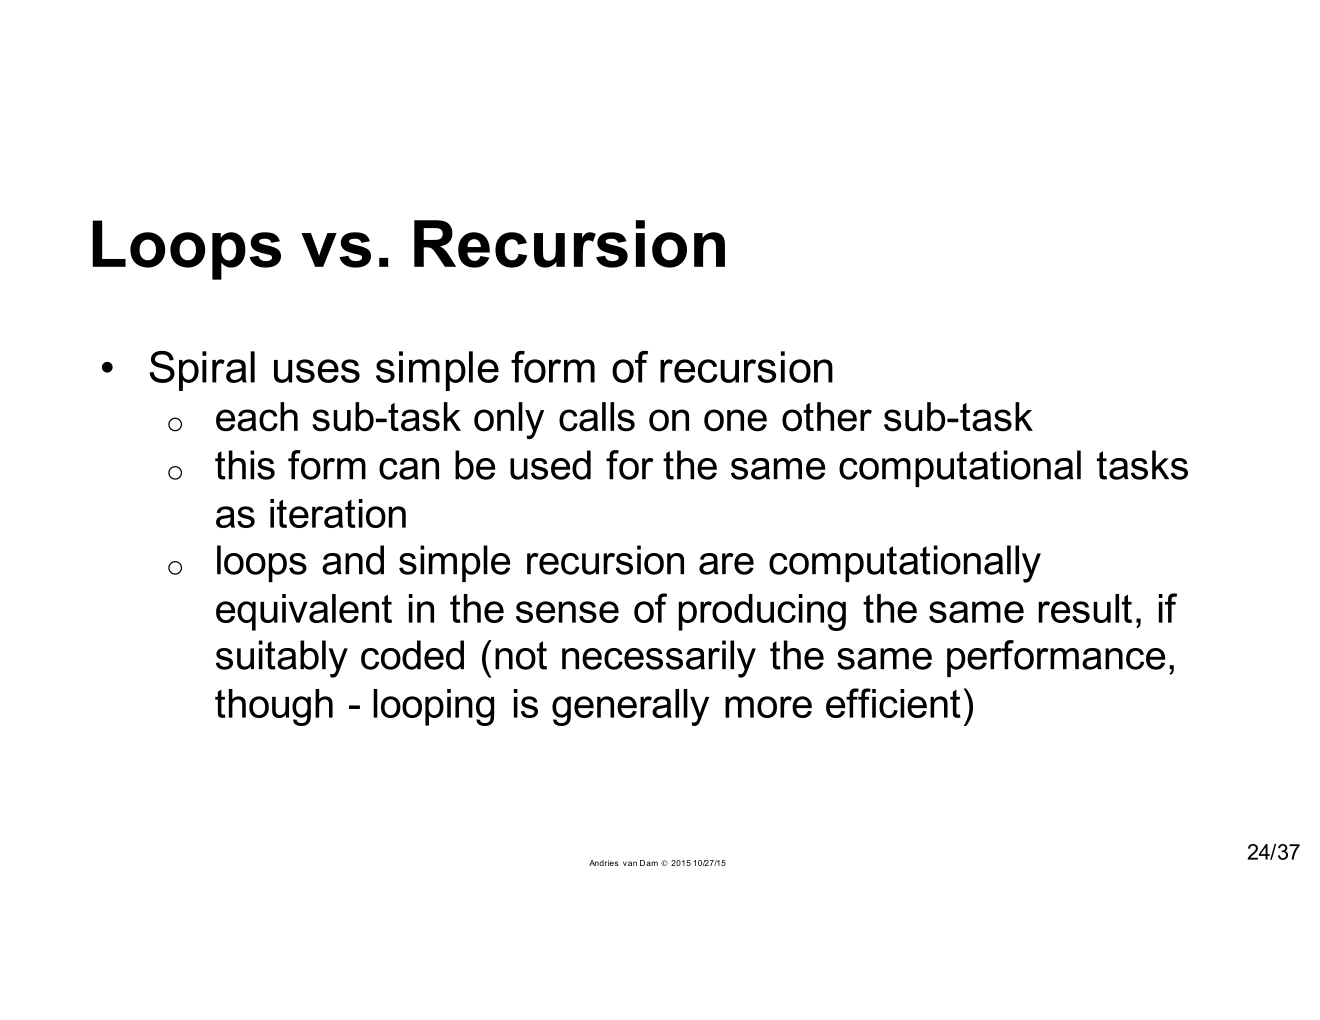 Loops vs. Recursion
• Spiral uses simple form of recursion
o each sub-task only calls on one other sub-task
o this form can be used for the same computational tasks
as iteration
o loops and simple recursion are computationally
equivalent in the sense of producing the same result, if
suitably coded (not necessarily the same performance,
though - looping is generally more efficient)
24/37
Andries van Dam © 2015 10/27/15